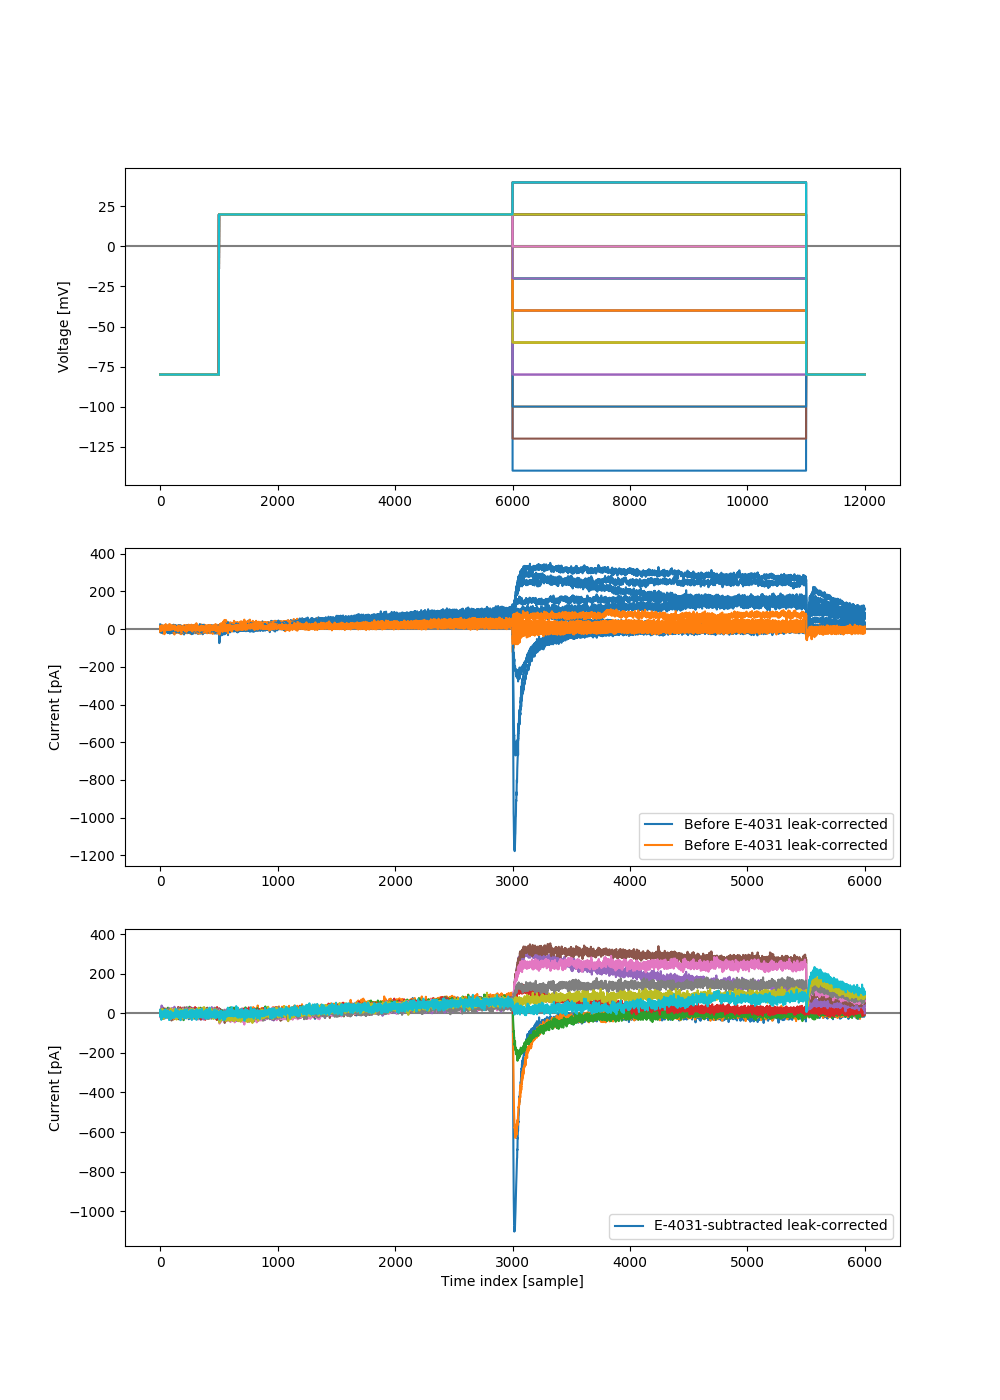 25
0
−25
−50
−75
−100
−125
Voltage [mV]
0 2000 4000 6000 8000 10000 12000
400
200
0
−200
−400
−600
−800
−1000
−1200
Current [pA]
Before E-4031 leak-corrected
Before E-4031 leak-corrected
0 1000 2000 3000 4000 5000 6000
400
200
0
−200
−400
−600
−800
−1000
Current [pA]
E-4031-subtracted leak-corrected
0 1000 2000 3000 4000 5000 6000
Time index [sample]